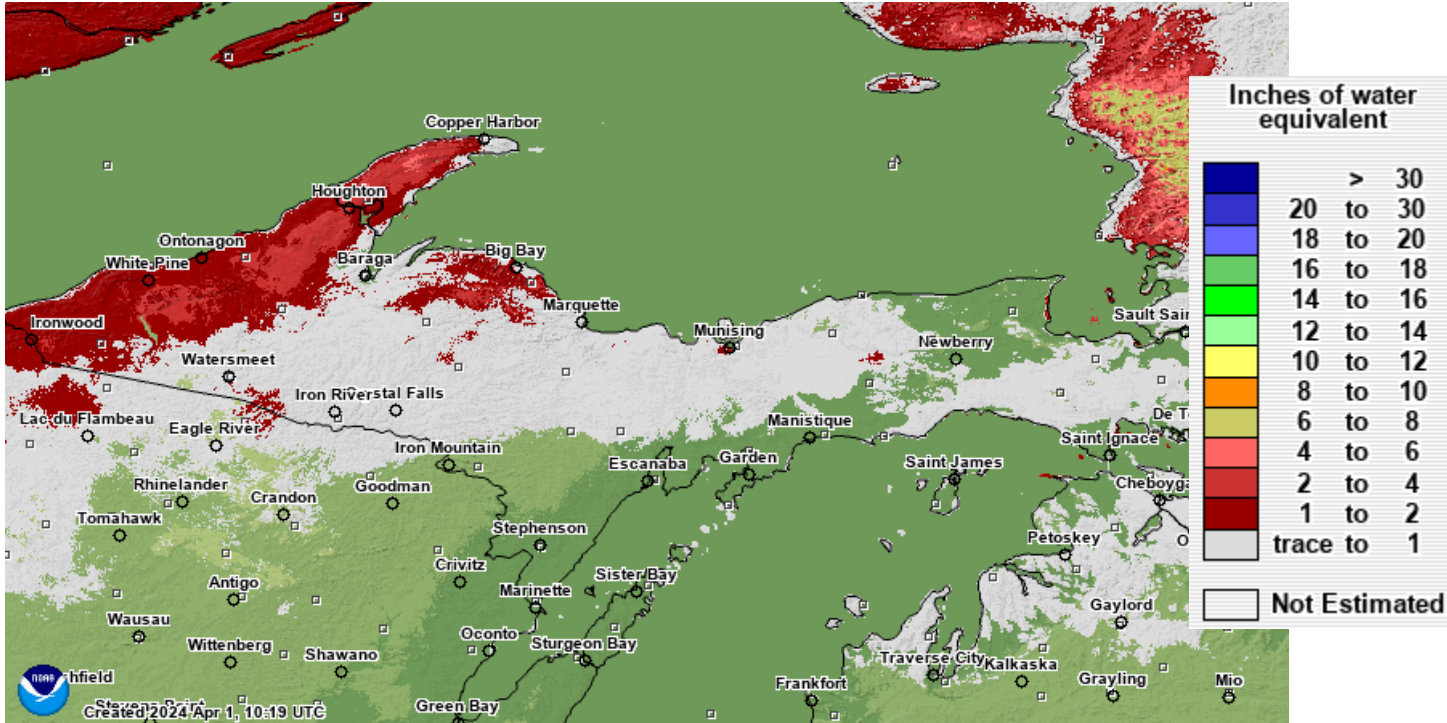 Copper Harbor
Houghton
Ontonagon
White Pine
Baraga
Big Bay
Marquette
Munising
Sault Sain
Ironwood
Watersmeet
Newberry
Iron River
Crystal Falls
Lac du Flambeau
Eagle River
Manistique
De T
Iron Mountain
Escanaba
Garden
Saint James
Saint Ignace
Rhinelander
Crandon
Goodman
Cheboyga
Tomahawk
Stephenson
Petoskey
O
Antigo
Crivitz
Sister Bay
Marinette
Gaylord
Wausau
Wittenberg
Shawano
Oconto
Sturgeon Bay
Traverse City
Kalkaska
Grayling
Mio
NOAA
hfield
Frankfort
Stevens Point
Green Bay
Created 2024 Apr 1, 10:19 UTC
Inches of water
equivalent
> 30
20 to 30
18 to 20
16 to 18
14 to 16
12 to 14
10 to 12
8 to 10
6 to 8
4 to 6
2 to 4
1 to 2
trace to 1
Not Estimated